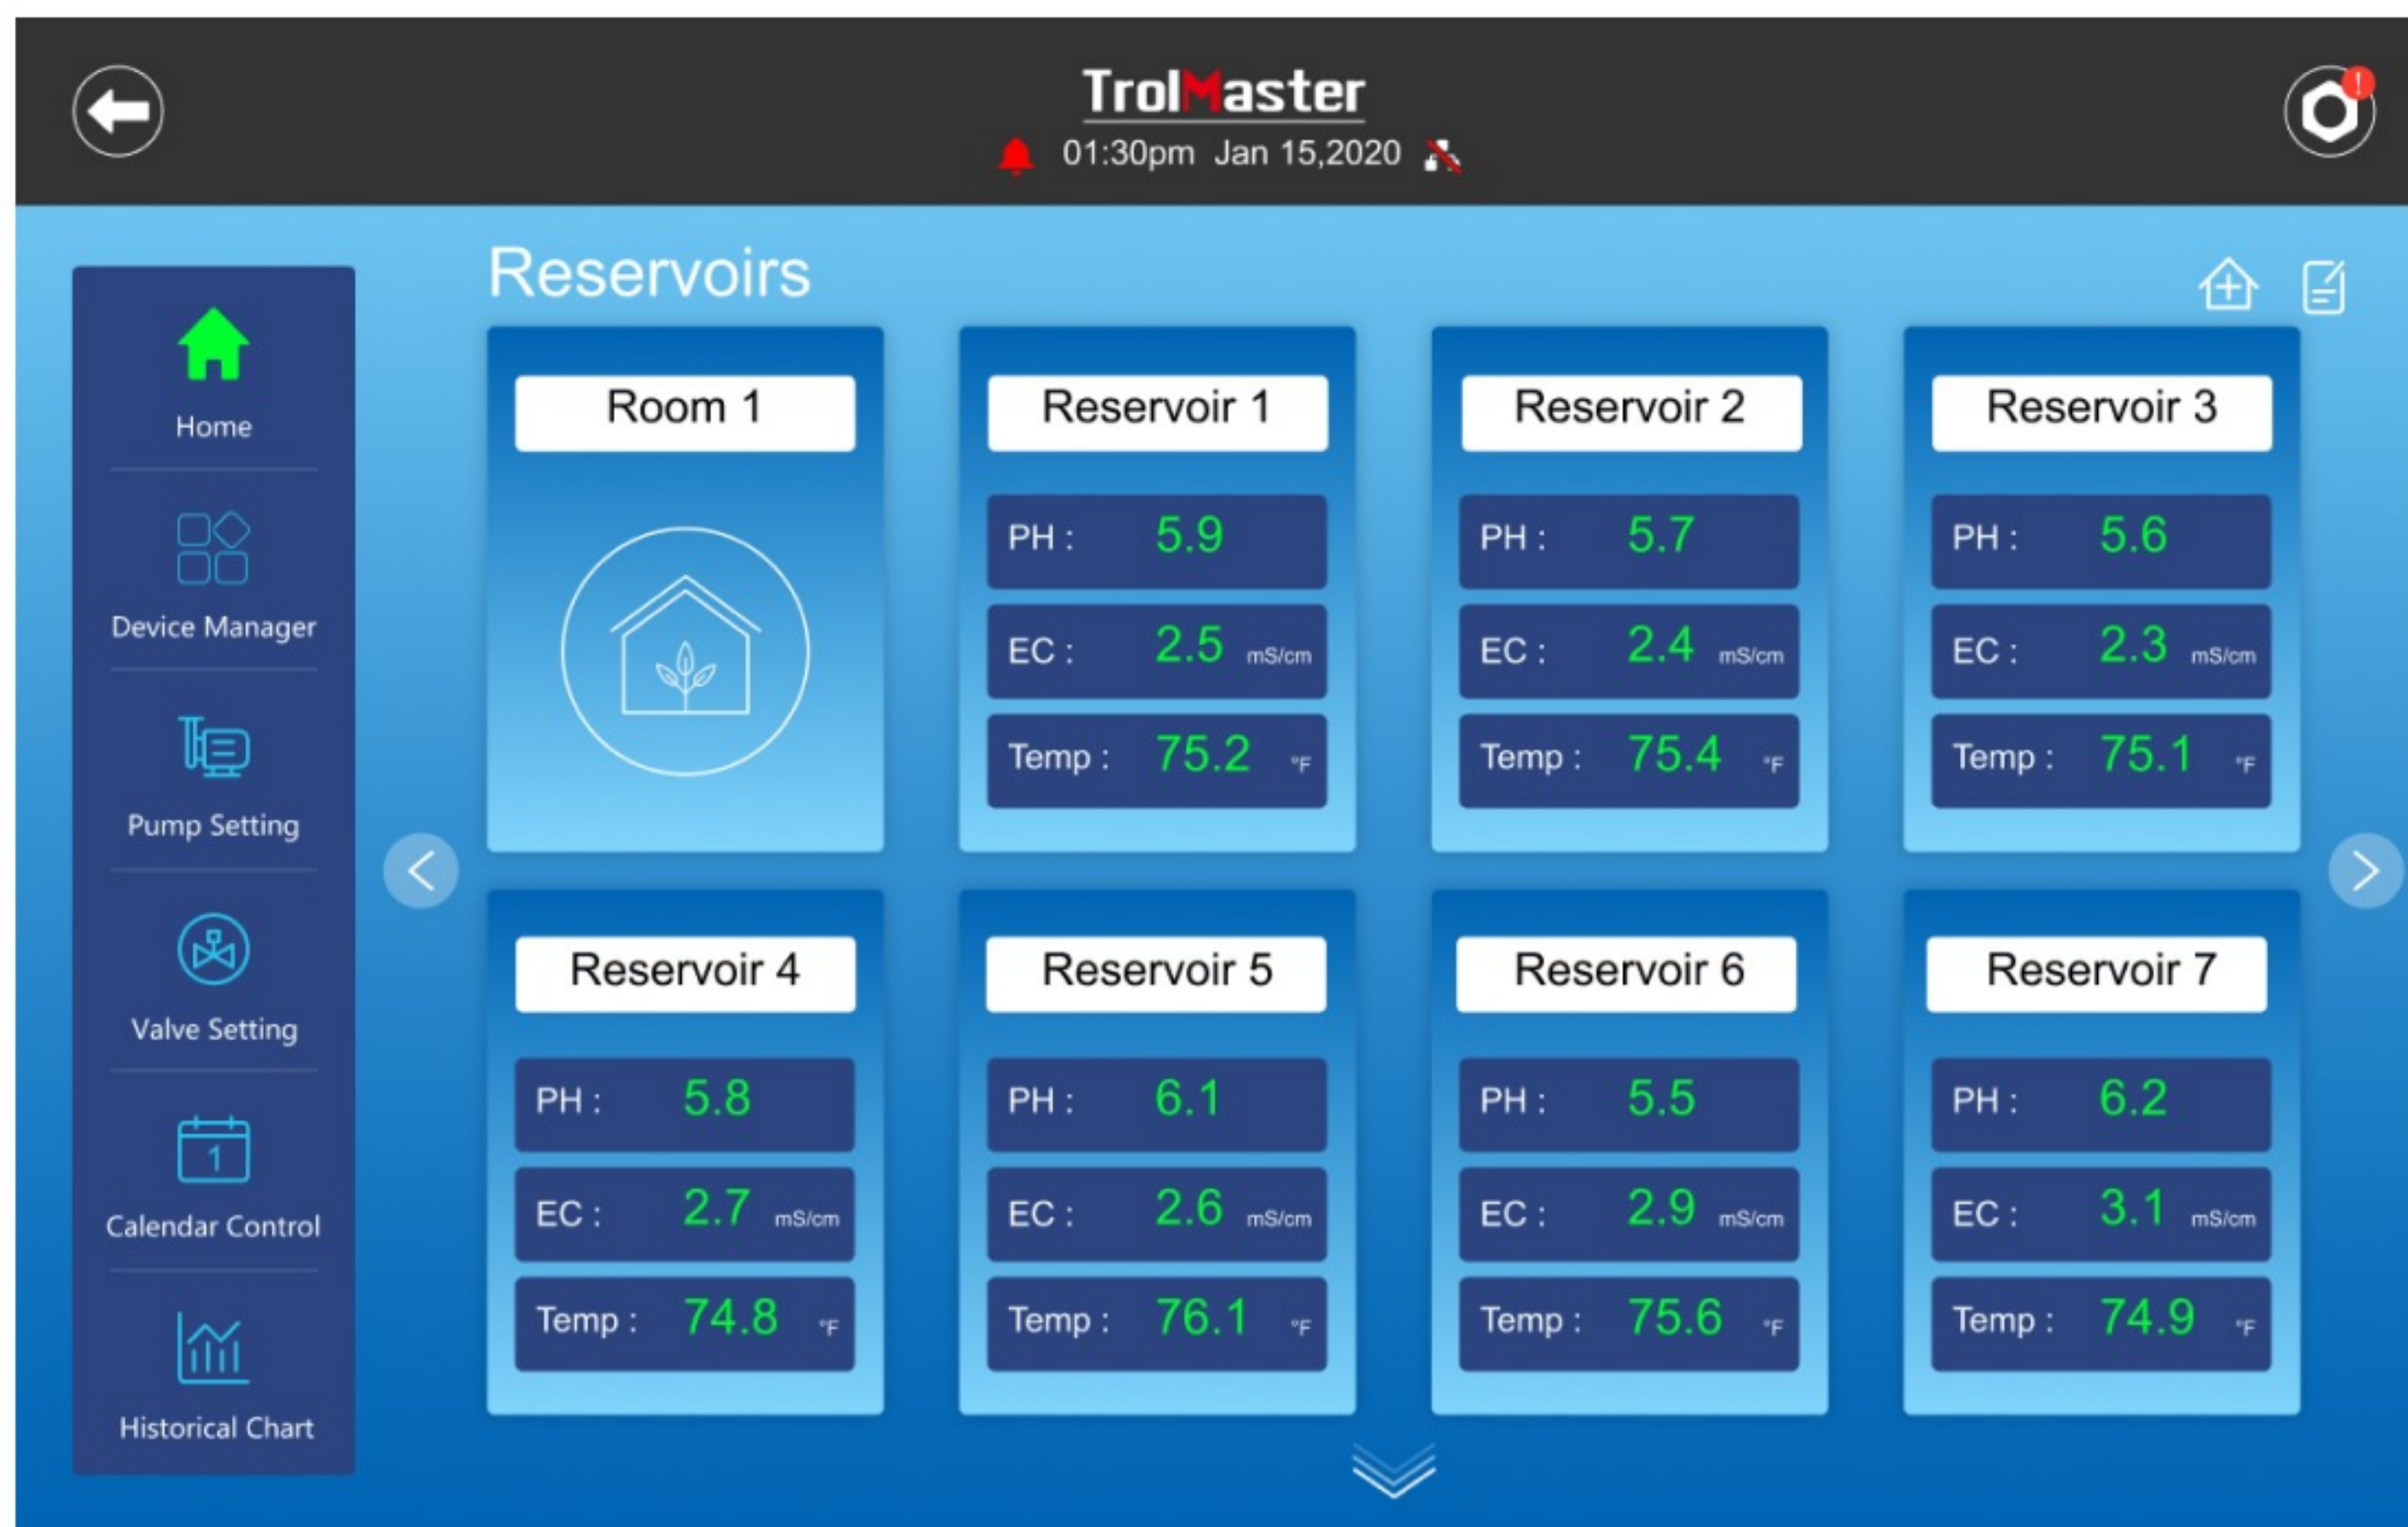 TrolMaster
01:30pm Jan 15,2020
!
Reservoirs
Home
Device Manager
Pump Setting
Valve Setting
1
Calendar Control
Historical Chart
Room 1
Reservoir 1
PH : 5.9
EC : 2.5 mS/cm
Temp : 75.2 °F
Reservoir 2
PH : 5.7
EC : 2.4 mS/cm
Temp : 75.4 °F
Reservoir 3
PH : 5.6
EC : 2.3 mS/cm
Temp : 75.1 °F
Reservoir 4
PH : 5.8
EC : 2.7 mS/cm
Temp : 74.8 °F
Reservoir 5
PH : 6.1
EC : 2.6 mS/cm
Temp : 76.1 °F
Reservoir 6
PH : 5.5
EC : 2.9 mS/cm
Temp : 75.6 °F
Reservoir 7
PH : 6.2
EC : 3.1 mS/cm
Temp : 74.9 °F